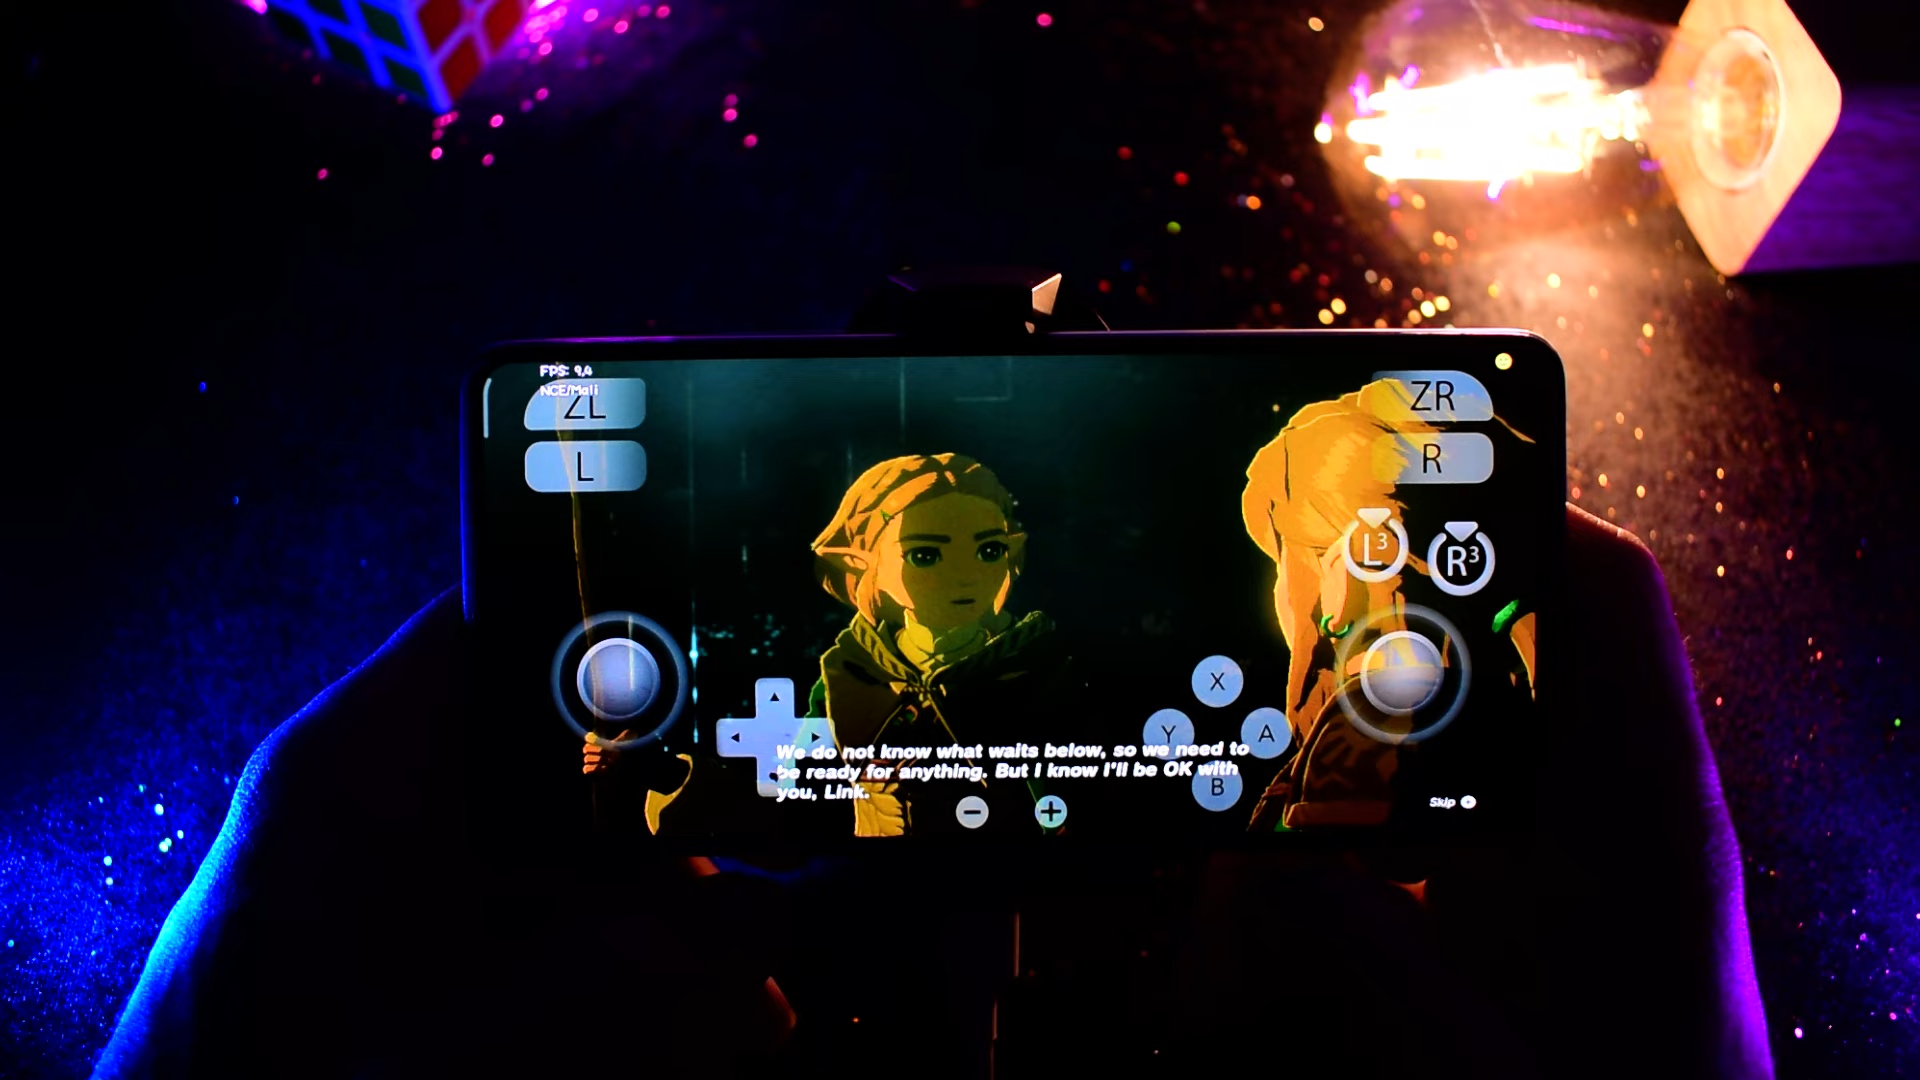 FPS: 9,4
NCE/Mali
ZL
ZR
L
R
L3
R3
X
Y
A
B
We do not know what waits below, so we need to
be ready for anything. But I know I'll be OK with
you, Link.
Skip